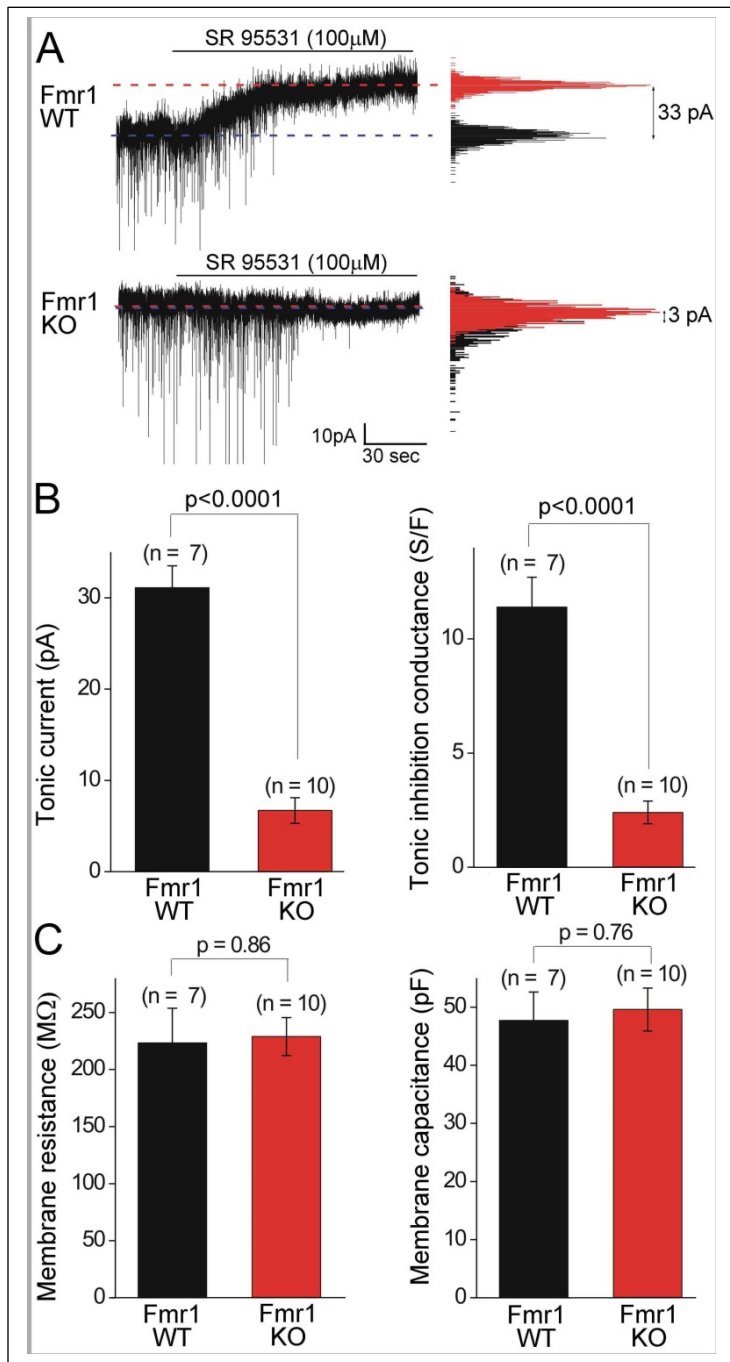 A
SR 95531 (100μM)
Fmr1
WT
33 pA
SR 95531 (100μM)
Fmr1
KO
3 pA
10pA
30 sec
B
p<0.0001
(n = 7)
(n = 10)
Tonic current (pA)
30
20
10
0
Fmr1
WT
Fmr1
KO
p<0.0001
(n = 7)
(n = 10)
Tonic inhibition conductance (S/F)
10
5
0
Fmr1
WT
Fmr1
KO
C
p = 0.86
(n = 7)
(n = 10)
Membrane resistance (MΩ)
250
200
150
100
50
0
Fmr1
WT
Fmr1
KO
p = 0.76
(n = 7)
(n = 10)
Membrane capacitance (pF)
50
40
30
20
10
0
Fmr1
WT
Fmr1
KO